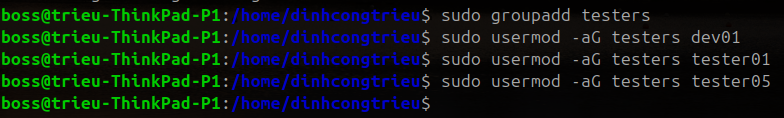 boss@trieu-ThinkPad-P1:/home/dinhcongtrieu$ sudo groupadd testers
boss@trieu-ThinkPad-P1:/home/dinhcongtrieu$ sudo usermod -aG testers dev01
boss@trieu-ThinkPad-P1:/home/dinhcongtrieu$ sudo usermod -aG testers tester01
boss@trieu-ThinkPad-P1:/home/dinhcongtrieu$ sudo usermod -aG testers tester05
boss@trieu-ThinkPad-P1:/home/dinhcongtrieu$